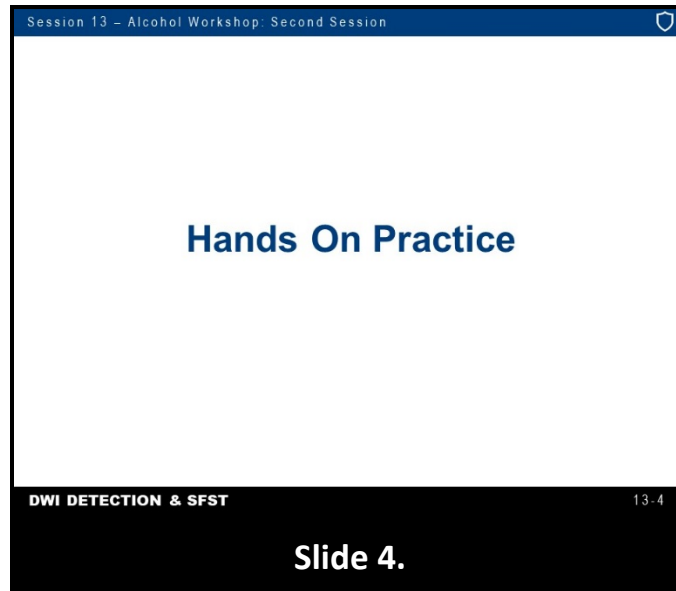 Session 13 – Alcohol Workshop: Second Session
Hands On Practice
DWI DETECTION & SFST 13-4
Slide 4.